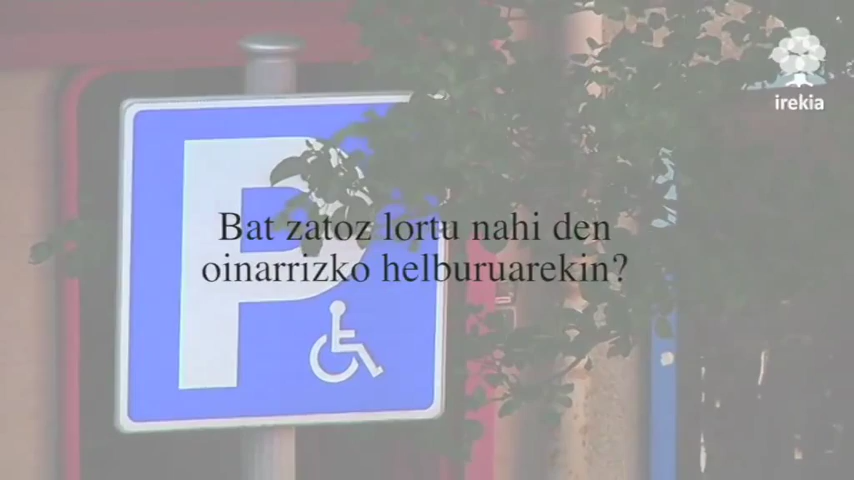 irekia
P
Bat zatoz lortu nahi den
oinarrizko helburuarekin?